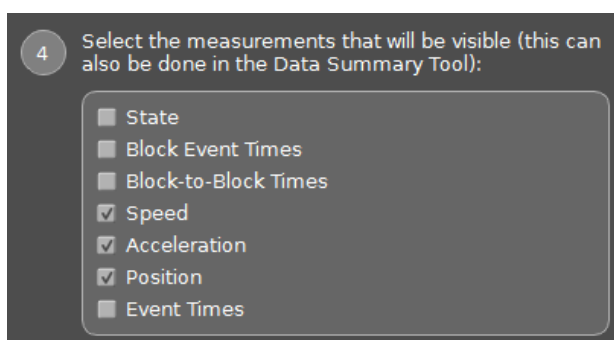 4
Select the measurements that will be visible (this can
also be done in the Data Summary Tool):
State
Block Event Times
Block-to-Block Times
Speed
Acceleration
Position
Event Times